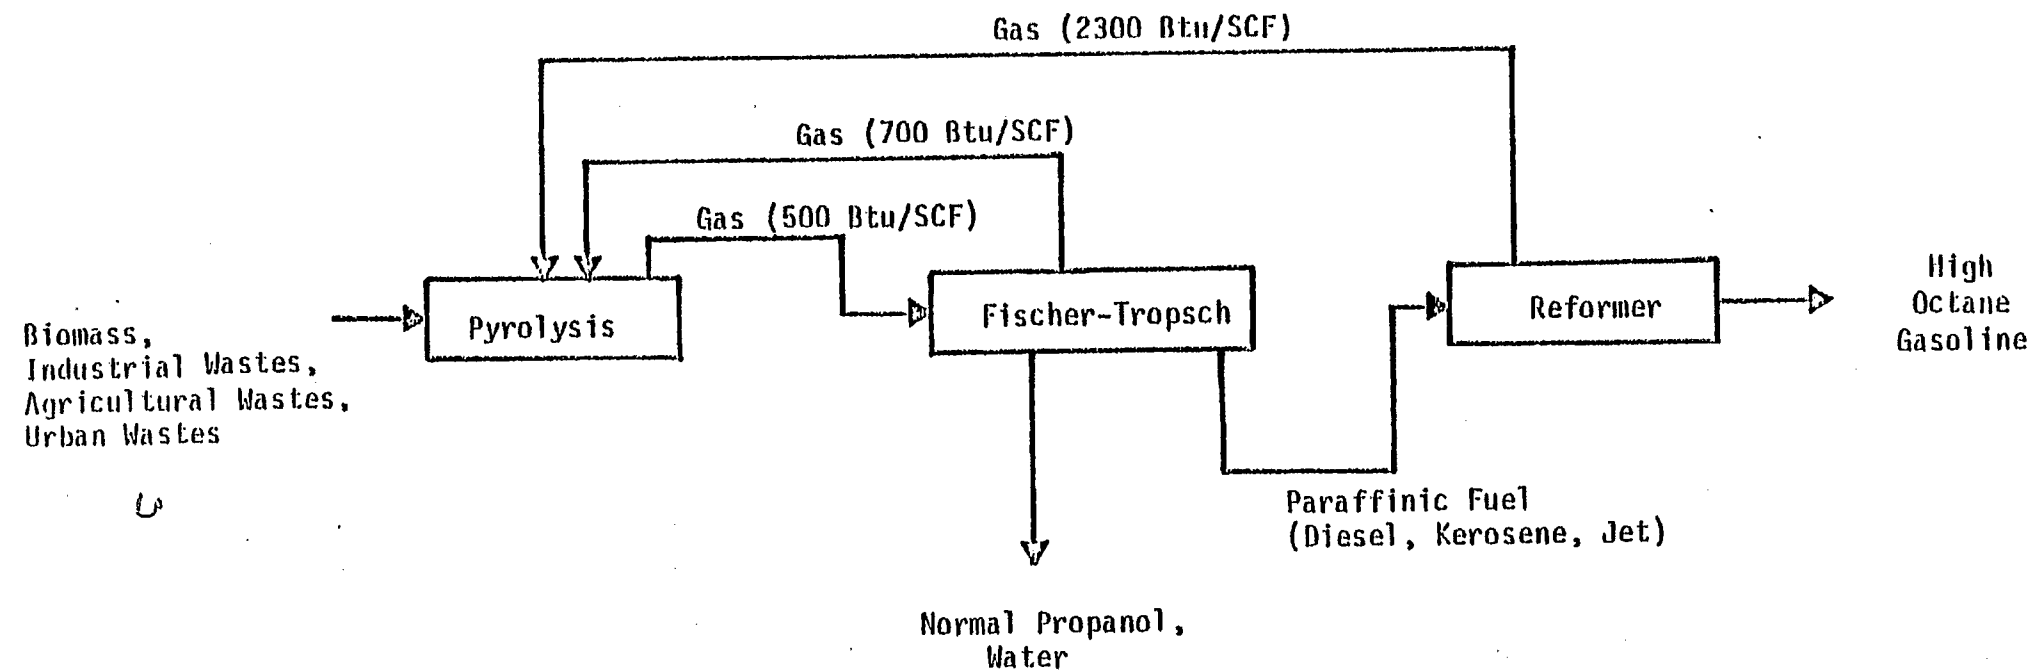 Gas (2300 Btu/SCF)
Gas (700 Btu/SCF)
Gas (500 Btu/SCF)
Biomass,
Industrial Wastes,
Agricultural Wastes,
Urban Wastes
Pyrolysis
Fischer-Tropsch
Reformer
High
Octane
Gasoline
Paraffinic Fuel
(Diesel, Kerosene, Jet)
Normal Propanol,
Water